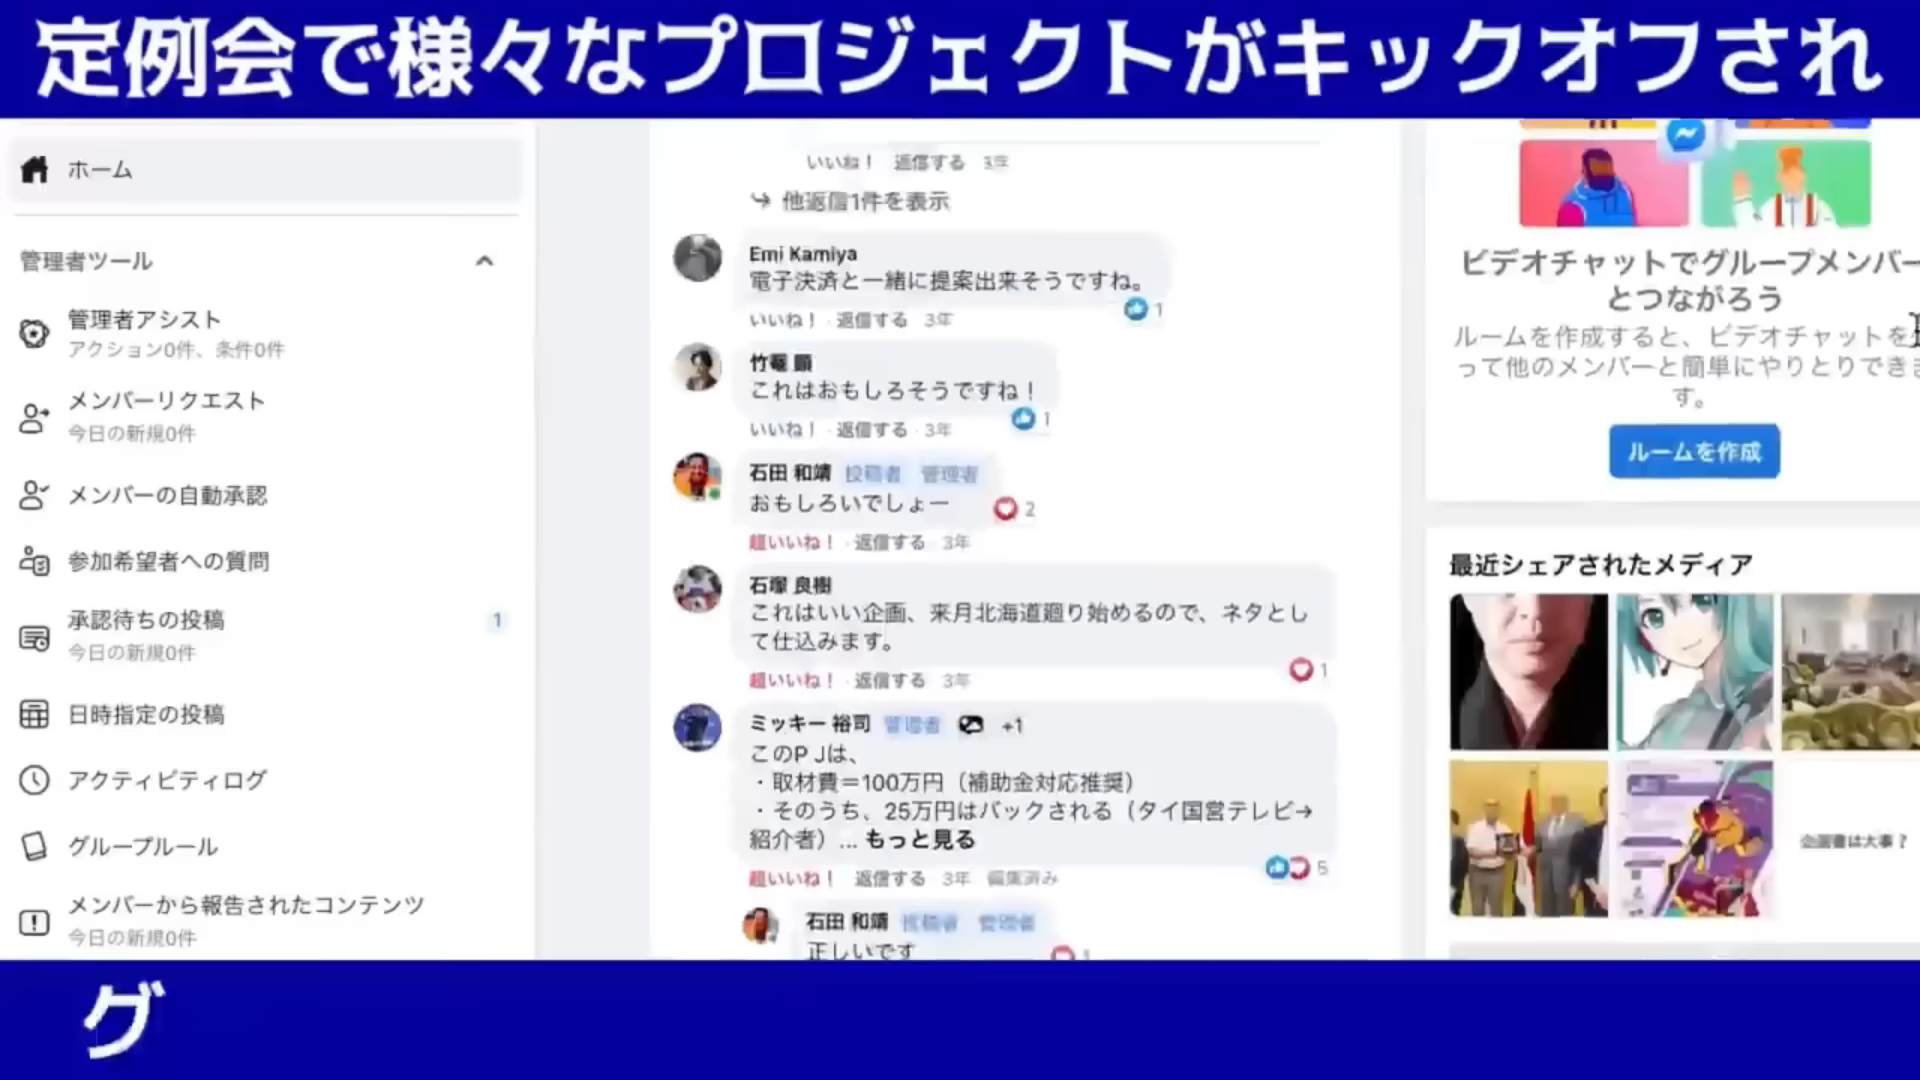 定例会で様々なプロジェクトがキックオフされ
ホーム
管理者ツール
管理者アシスト
アクション0件、条件0件
メンバーリクエスト
今日の新規0件
メンバーの自動承認
参加希望者への質問
承認待ちの投稿
1
今日の新規0件
日時指定の投稿
アクティビティログ
グループルール
メンバーから報告されたコンテンツ
今日の新規0件
いいね！ 返信する 3年
他返信1件を表示
Emi Kamiya
電子決済と一緒に提案出来そうですね。
1
いいね！・返信する 3年
これはおもしろそうですね！
1
いいね！・返信する・3年
石田 和靖 投稿者 管理者
おもしろいでしょー
2
超いいね！・返信する 3年
石塚 良樹
これはいい企画、来月北海道廻り始めるので、ネタとし
て仕込みます。
1
超いいね！・返信する 3年
ミッキー 裕司 管理者 +1
このPJは、
・取材費＝100万円（補助金対応推奨）
・そのうち、25万円はバックされる（タイ国営テレビ→
紹介者）... もっと見る
5
超いいね！ 返信する 3年 編集済み
石田 和靖 投稿者 管理者
正しいです
1
ビデオチャットでグループメンバー
とつながろう
ルームを作成すると、ビデオチャットを
って他のメンバーと簡単にやりとりできま
す。
ルームを作成
最近シェアされたメディア
企画書は大事？
グ